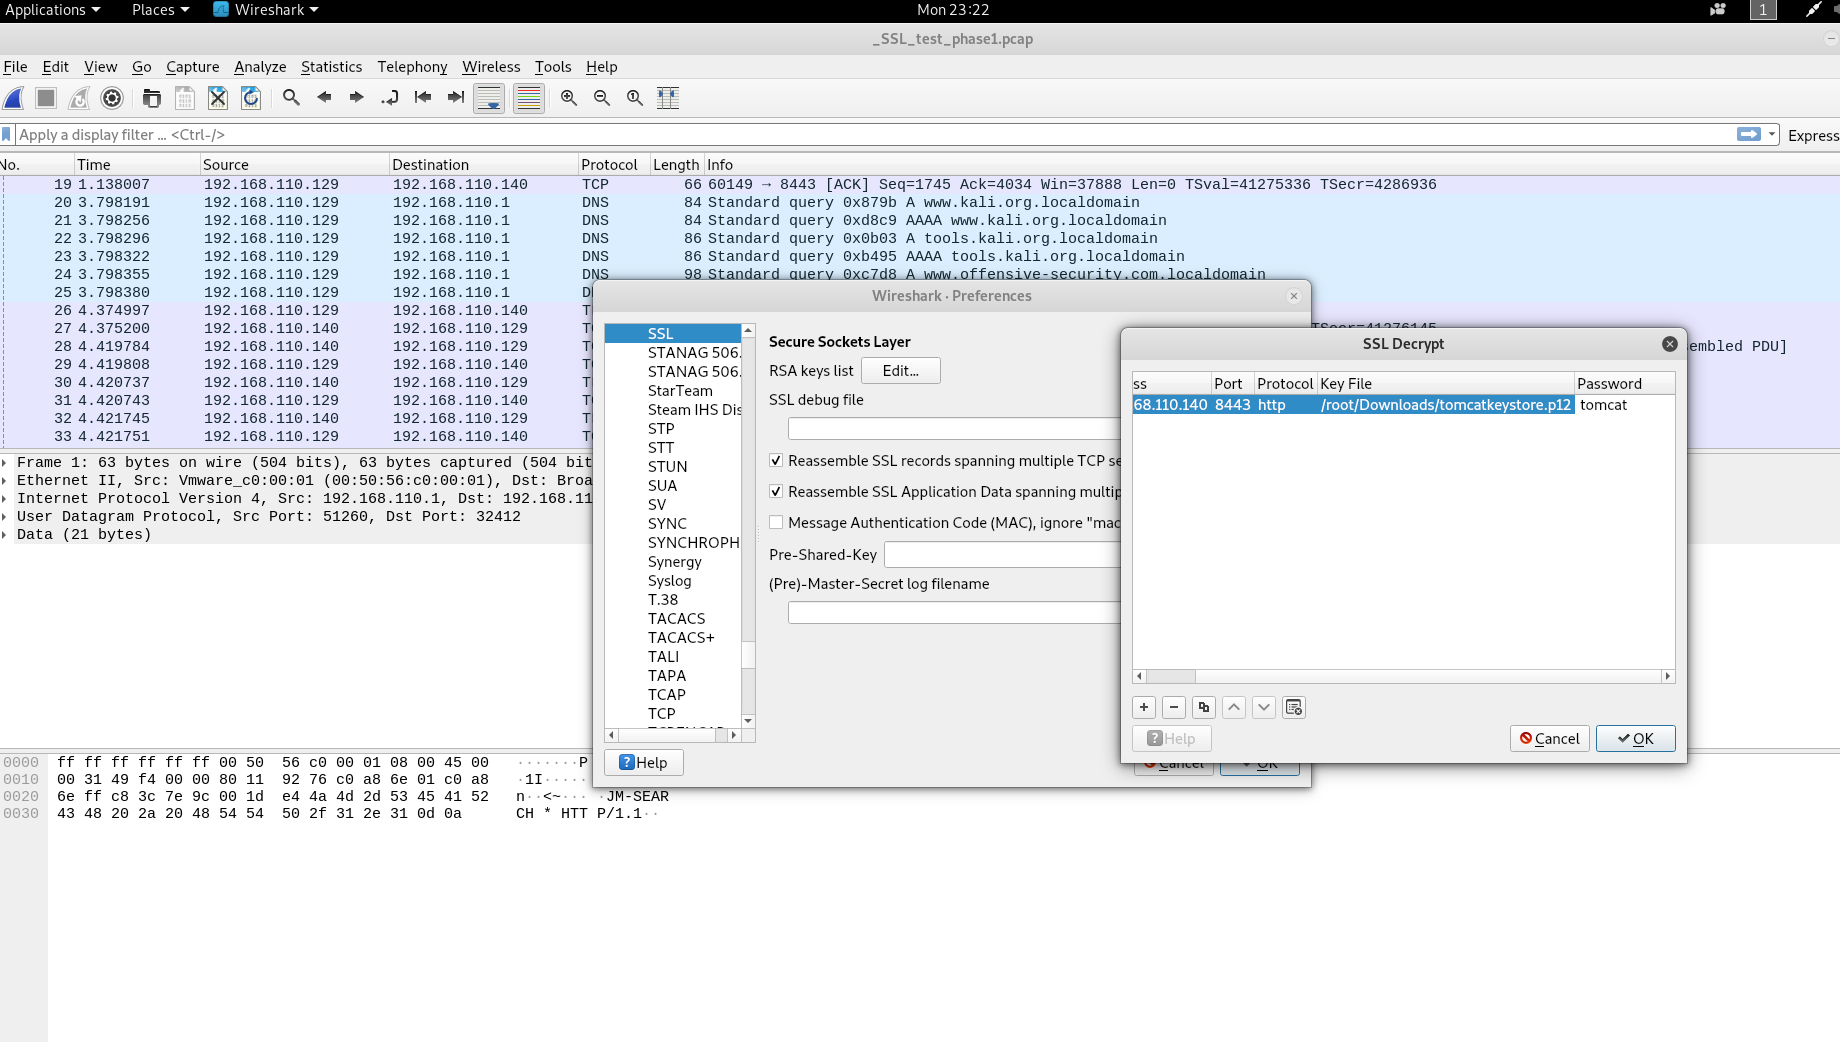 Applications Places Wireshark Mon 23:22 1
_SSL_test_phase1.pcap
File Edit View Go Capture Analyze Statistics Telephony Wireless Tools Help
Apply a display filter ... <Ctrl-/> Express
No. Time Source Destination Protocol Length Info
19 1.138007 192.168.110.129 192.168.110.140 TCP 66 60149 → 8443 [ACK] Seq=1745 Ack=4034 Win=37888 Len=0 TSval=41275336 TSecr=4286936
20 3.798191 192.168.110.129 192.168.110.1 DNS 84 Standard query 0x879b A www.kali.org.localdomain
21 3.798256 192.168.110.129 192.168.110.1 DNS 84 Standard query 0xd8c9 AAAA www.kali.org.localdomain
22 3.798296 192.168.110.129 192.168.110.1 DNS 86 Standard query 0x0b03 A tools.kali.org.localdomain
23 3.798322 192.168.110.129 192.168.110.1 DNS 86 Standard query 0xb495 AAAA tools.kali.org.localdomain
24 3.798355 192.168.110.129 192.168.110.1 DNS 98 Standard query 0xc7d8 A www.offensive-security.com.localdomain
25 3.798380 192.168.110.129 192.168.110.1
26 4.374997 192.168.110.129 192.168.110.140
27 4.375200 192.168.110.140 192.168.110.129
28 4.419784 192.168.110.140 192.168.110.129 embled PDU]
29 4.419808 192.168.110.129 192.168.110.140
30 4.420737 192.168.110.140 192.168.110.129
31 4.420743 192.168.110.129 192.168.110.140
32 4.421745 192.168.110.140 192.168.110.129
33 4.421751 192.168.110.129 192.168.110.140
Frame 1: 63 bytes on wire (504 bits), 63 bytes captured (504 bit
Ethernet II, Src: Vmware_c0:00:01 (00:50:56:c0:00:01), Dst: Broa
Internet Protocol Version 4, Src: 192.168.110.1, Dst: 192.168.11
User Datagram Protocol, Src Port: 51260, Dst Port: 32412
Data (21 bytes)
0000 ff ff ff ff ff ff 00 50 56 c0 00 01 08 00 45 00 ·······P
0010 00 31 49 f4 00 00 80 11 92 76 c0 a8 6e 01 c0 a8 ·1I·····
0020 6e ff c8 3c 7e 9c 00 1d e4 4a 4d 2d 53 45 41 52 n··<~··· ·JM-SEAR
0030 43 48 20 2a 20 48 54 54 50 2f 31 2e 31 0d 0a CH * HTT P/1.1··
Wireshark · Preferences
SSL
STANAG 506.
STANAG 506.
StarTeam
Steam IHS Dis
STP
STT
STUN
SUA
SV
SYNC
SYNCHROPH
Synergy
Syslog
T.38
TACACS
TACACS+
TALI
TAPA
TCAP
TCP
Help
Secure Sockets Layer
RSA keys list Edit...
SSL debug file
Reassemble SSL records spanning multiple TCP se
Reassemble SSL Application Data spanning multip
Message Authentication Code (MAC), ignore "mac
Pre-Shared-Key
(Pre)-Master-Secret log filename
Cancel OK
SSL Decrypt
ss Port Protocol Key File Password
68.110.140 8443 http /root/Downloads/tomcatkeystore.p12 tomcat
Help Cancel OK